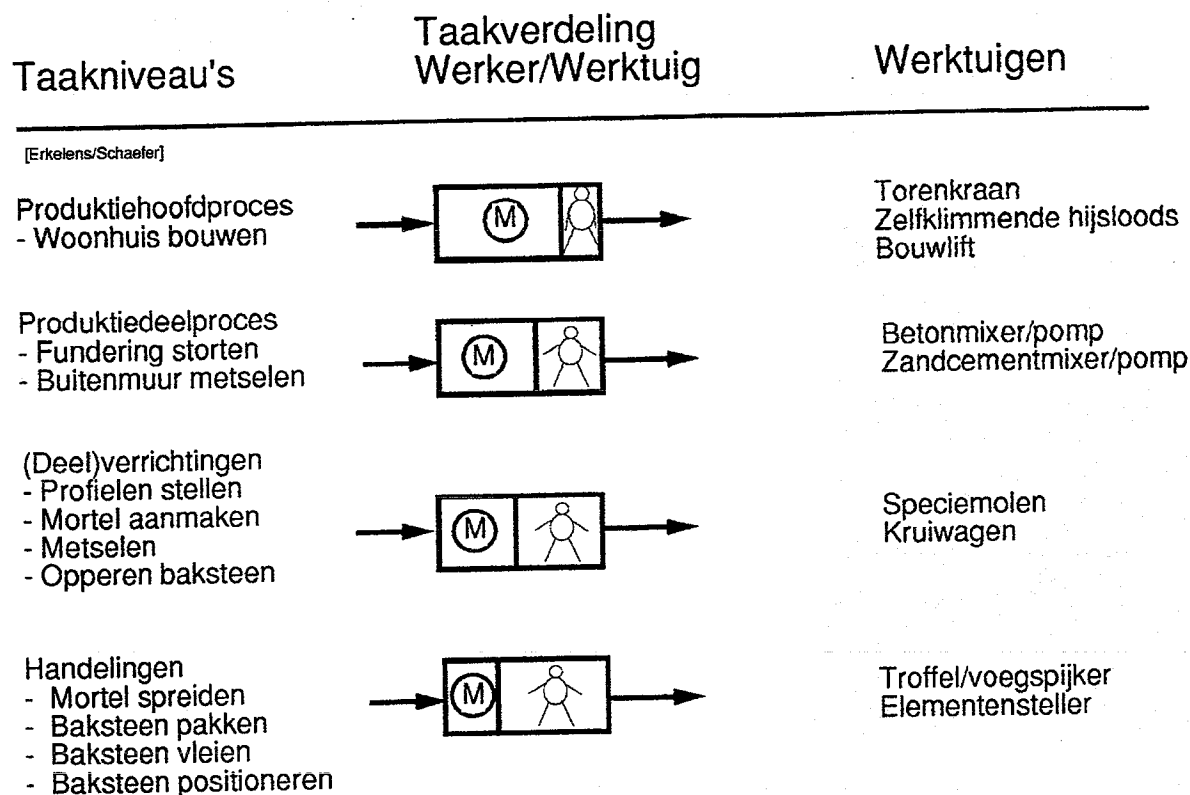 Taakniveau's
Taakverdeling
Werker/Werktuig
Werktuigen
[Erkelens/Schaefer]
Produktiehoofdproces
- Woonhuis bouwen
M
Torenkraan
Zelfklimmende hijsloods
Bouwlift
Produktiedeelproces
- Fundering storten
- Buitenmuur metselen
M
Betonmixer/pomp
Zandcementmixer/pomp
(Deel)verrichtingen
- Profielen stellen
- Mortel aanmaken
- Metselen
- Opperen baksteen
M
Speciemolen
Kruiwagen
Handelingen
- Mortel spreiden
- Baksteen pakken
- Baksteen vleien
- Baksteen positioneren
M
Troffel/voegspijker
Elementensteller